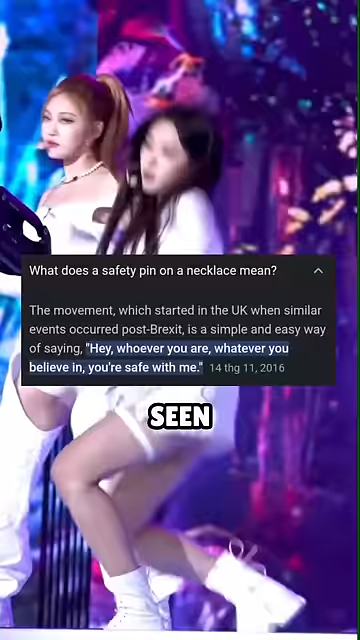 What does a safety pin on a necklace mean?
The movement, which started in the UK when similar
events occurred post-Brexit, is a simple and easy way
of saying, "Hey, whoever you are, whatever you
believe in, you're safe with me." 14 thg 11, 2016
SEEN